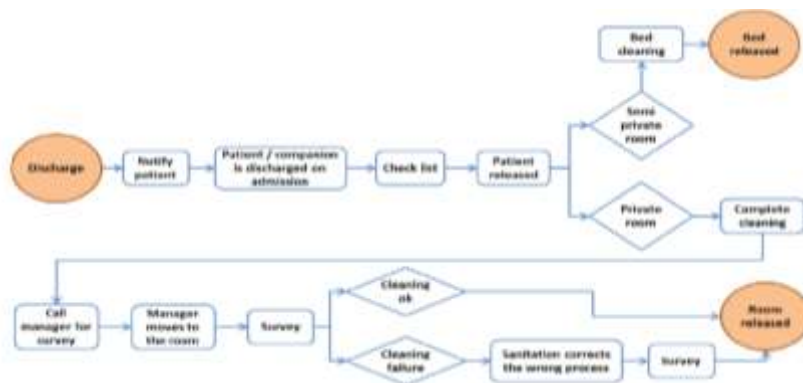 Bed
cleaning
Bed
released
Semi
private
room
Discharge
Notify
patient
Patient / companion
is discharged on
admission
Check list
Patient
released
Private
room
Complete
cleaning
Call
manager for
survey
Manager
moves to
the room
Survey
Cleaning
ok
Room
released
Cleaning
failure
Sanitation corrects
the wrong process
Survey